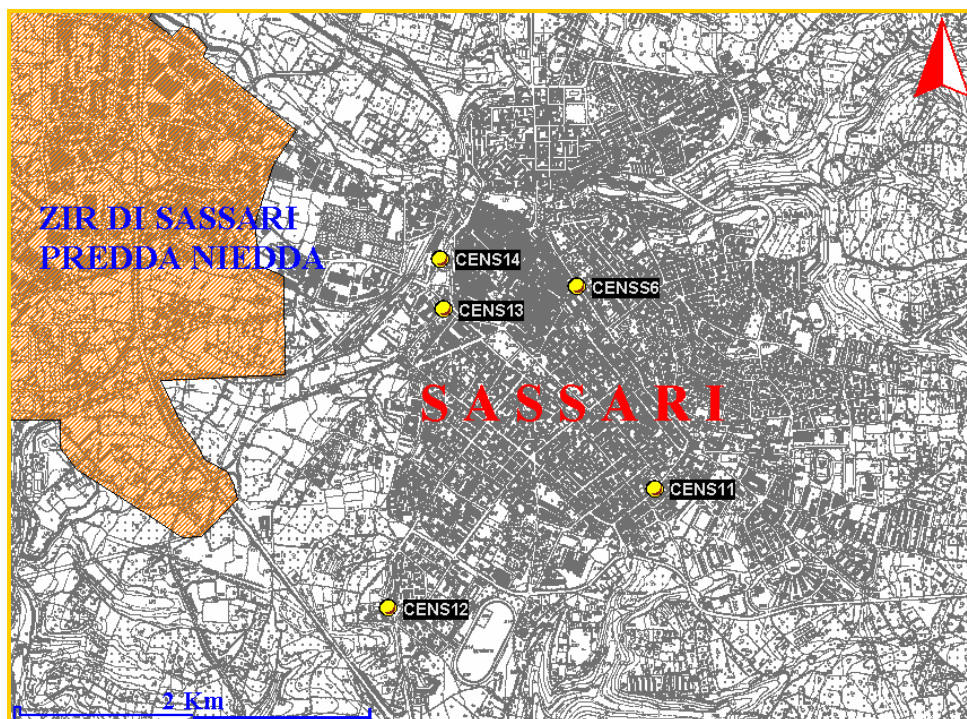 ZIR DI SASSARI
PREDDA NIEDDA
CENS14
CENSS6
CENS13
S A S S A R I
CENS11
CENS12
2 Km